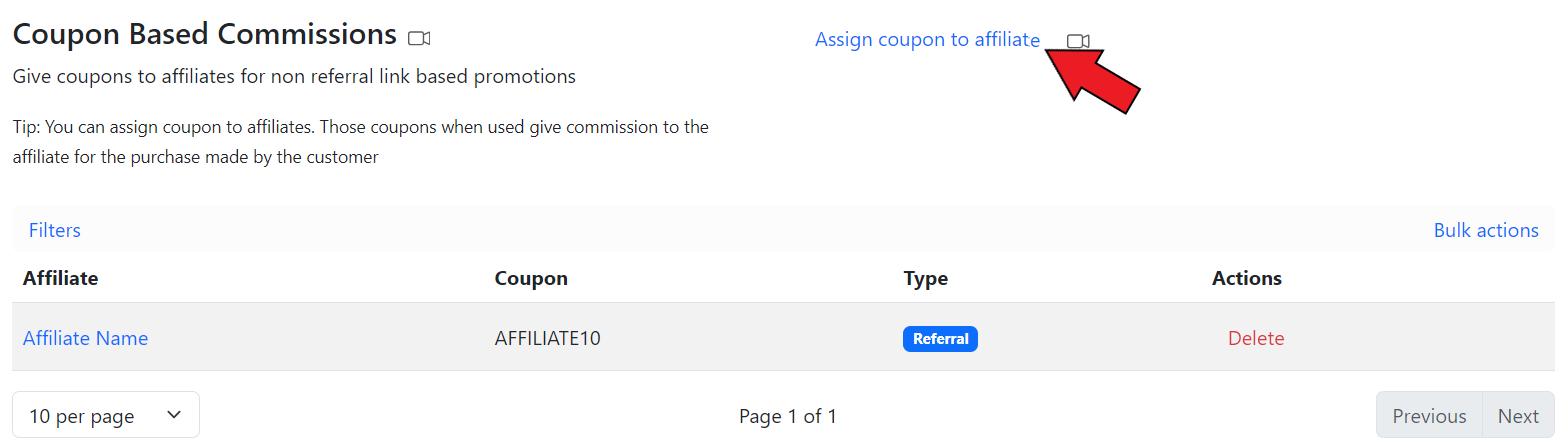 Coupon Based Commissions
Assign coupon to affiliate
Give coupons to affiliates for non referral link based promotions
Tip: You can assign coupon to affiliates. Those coupons when used give commission to the
affiliate for the purchase made by the customer
Filters
Bulk actions
Affiliate Coupon Type Actions
Affiliate Name AFFILIATE10 Referral Delete
10 per page Page 1 of 1 Previous Next